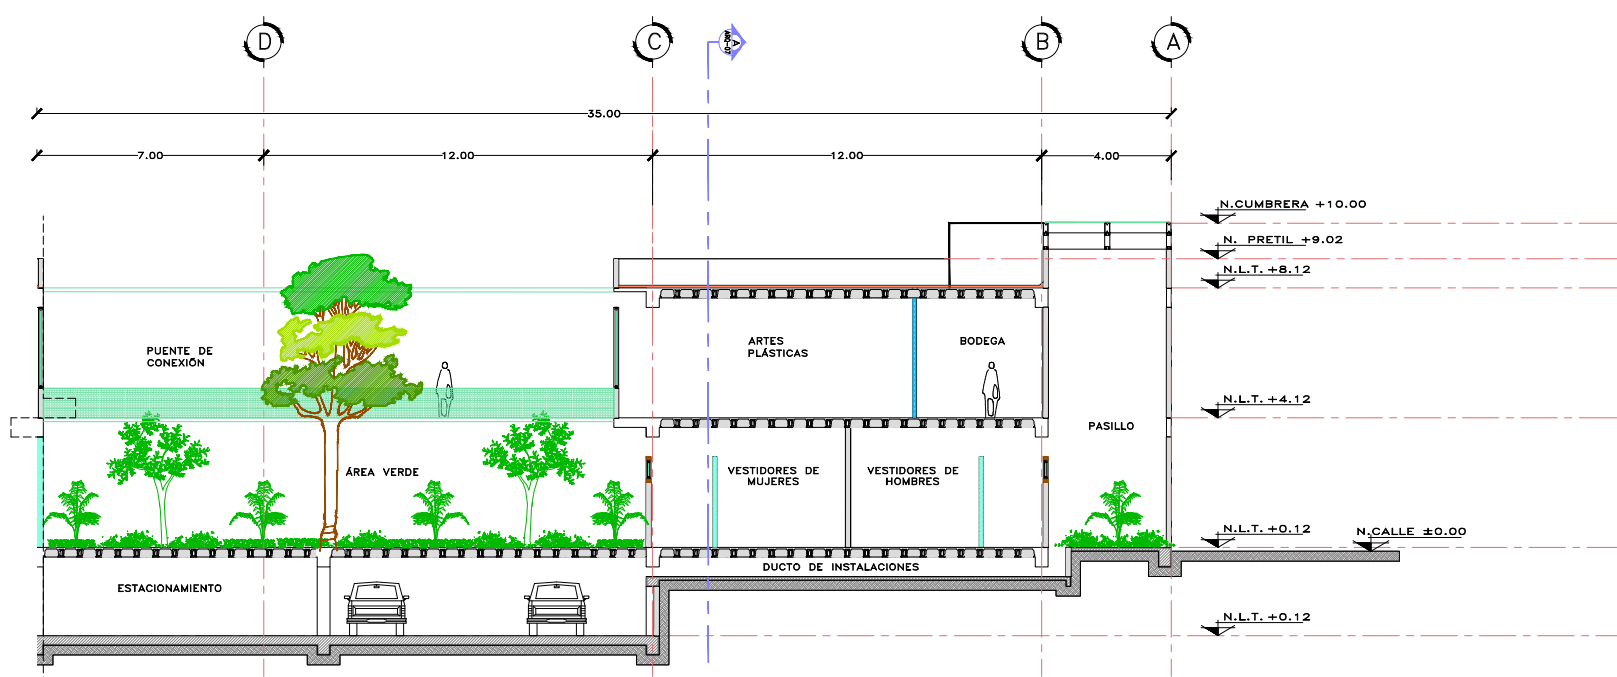 D
C
B
A
A
ARQ-07
35.00
7.00
12.00
12.00
4.00
N.CUMBRERA +10.00
N. PRETIL +9.02
N.L.T. +8.12
PUENTE DE
CONEXIÓN
ARTES
PLÁSTICAS
BODEGA
N.L.T. +4.12
PASILLO
ÁREA VERDE
VESTIDORES DE
MUJERES
VESTIDORES DE
HOMBRES
N.L.T. +0.12
N.CALLE ±0.00
DUCTO DE INSTALACIONES
ESTACIONAMIENTO
N.L.T. +0.12